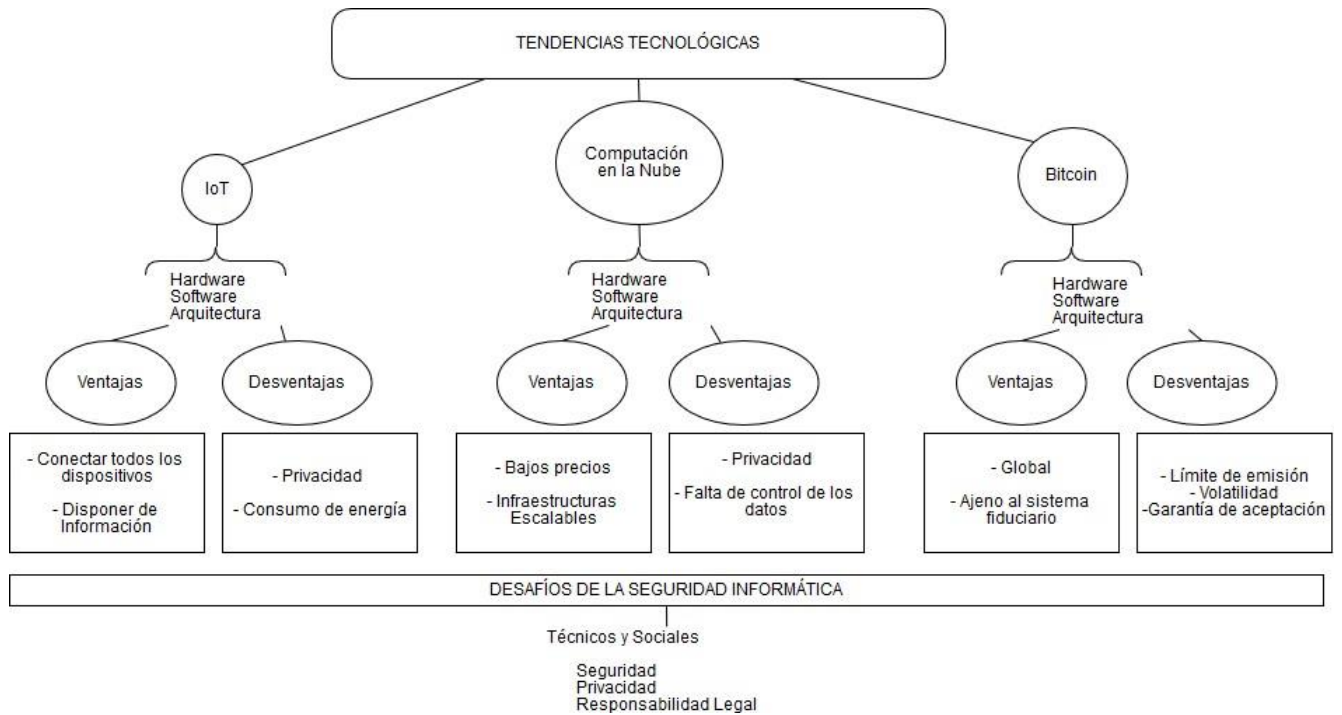 TENDENCIAS TECNOLÓGICAS
IoT
Computación
en la Nube
Bitcoin
Hardware
Software
Arquitectura
Hardware
Software
Arquitectura
Hardware
Software
Arquitectura
Ventajas
Desventajas
Ventajas
Desventajas
Ventajas
Desventajas
- Conectar todos los
dispositivos
- Disponer de
Información
- Privacidad
- Consumo de energía
- Bajos precios
- Infraestructuras
Escalables
- Privacidad
- Falta de control de los
datos
- Global
- Ajeno al sistema
fiduciario
- Límite de emisión
- Volatilidad
-Garantía de aceptación
DESAFÍOS DE LA SEGURIDAD INFORMÁTICA
Técnicos y Sociales
Seguridad
Privacidad
Responsabilidad Legal